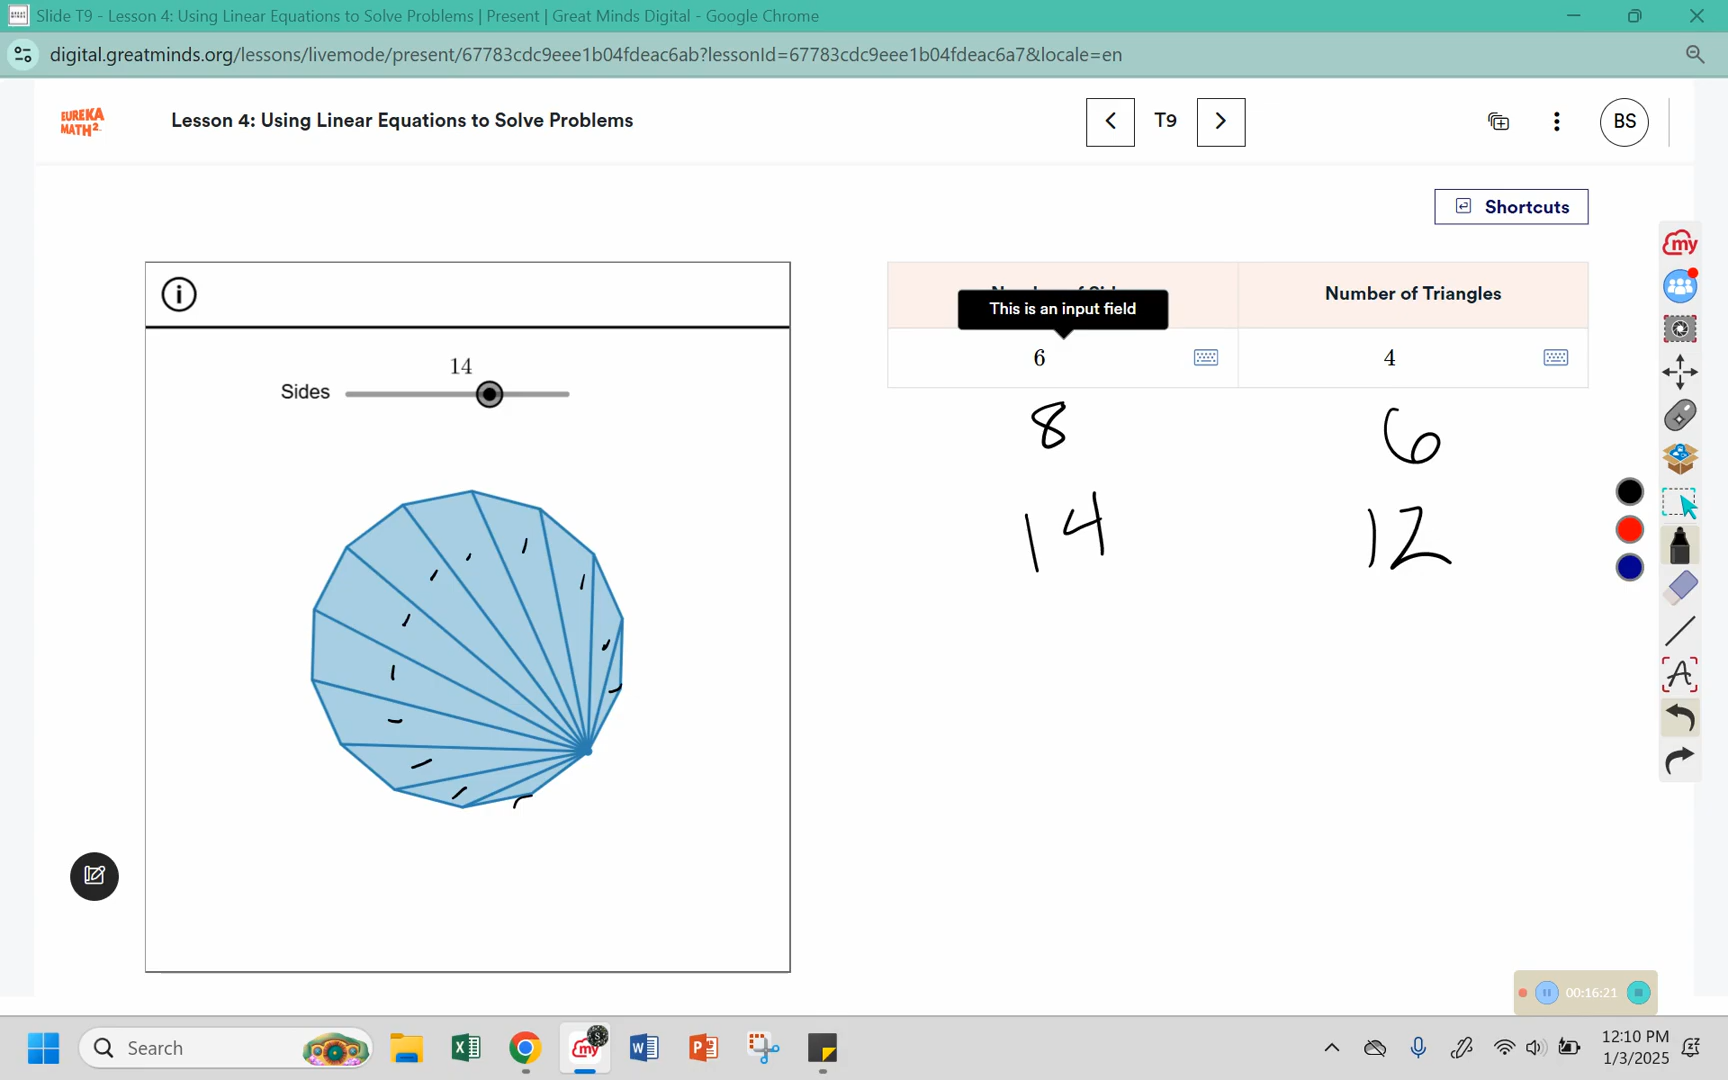 Slide T9 - Lesson 4: Using Linear Equations to Solve Problems | Present | Great Minds Digital - Google Chrome
digital.greatminds.org/lessons/livemode/present/67783cdc9eee1b04fdeac6ab?lessonId=67783cdc9eee1b04fdeac6a7&locale=en
EUREKA
MATH²
Lesson 4: Using Linear Equations to Solve Problems
T9
BS
Shortcuts
my
i
Number of Triangles
This is an input field
6
4
14
Sides
8
6
14
12
A
00:16:21
Search
my
12:10 PM
1/3/2025